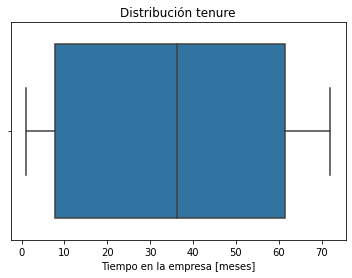 Distribución tenure
0 10 20 30 40 50 60 70
Tiempo en la empresa [meses]